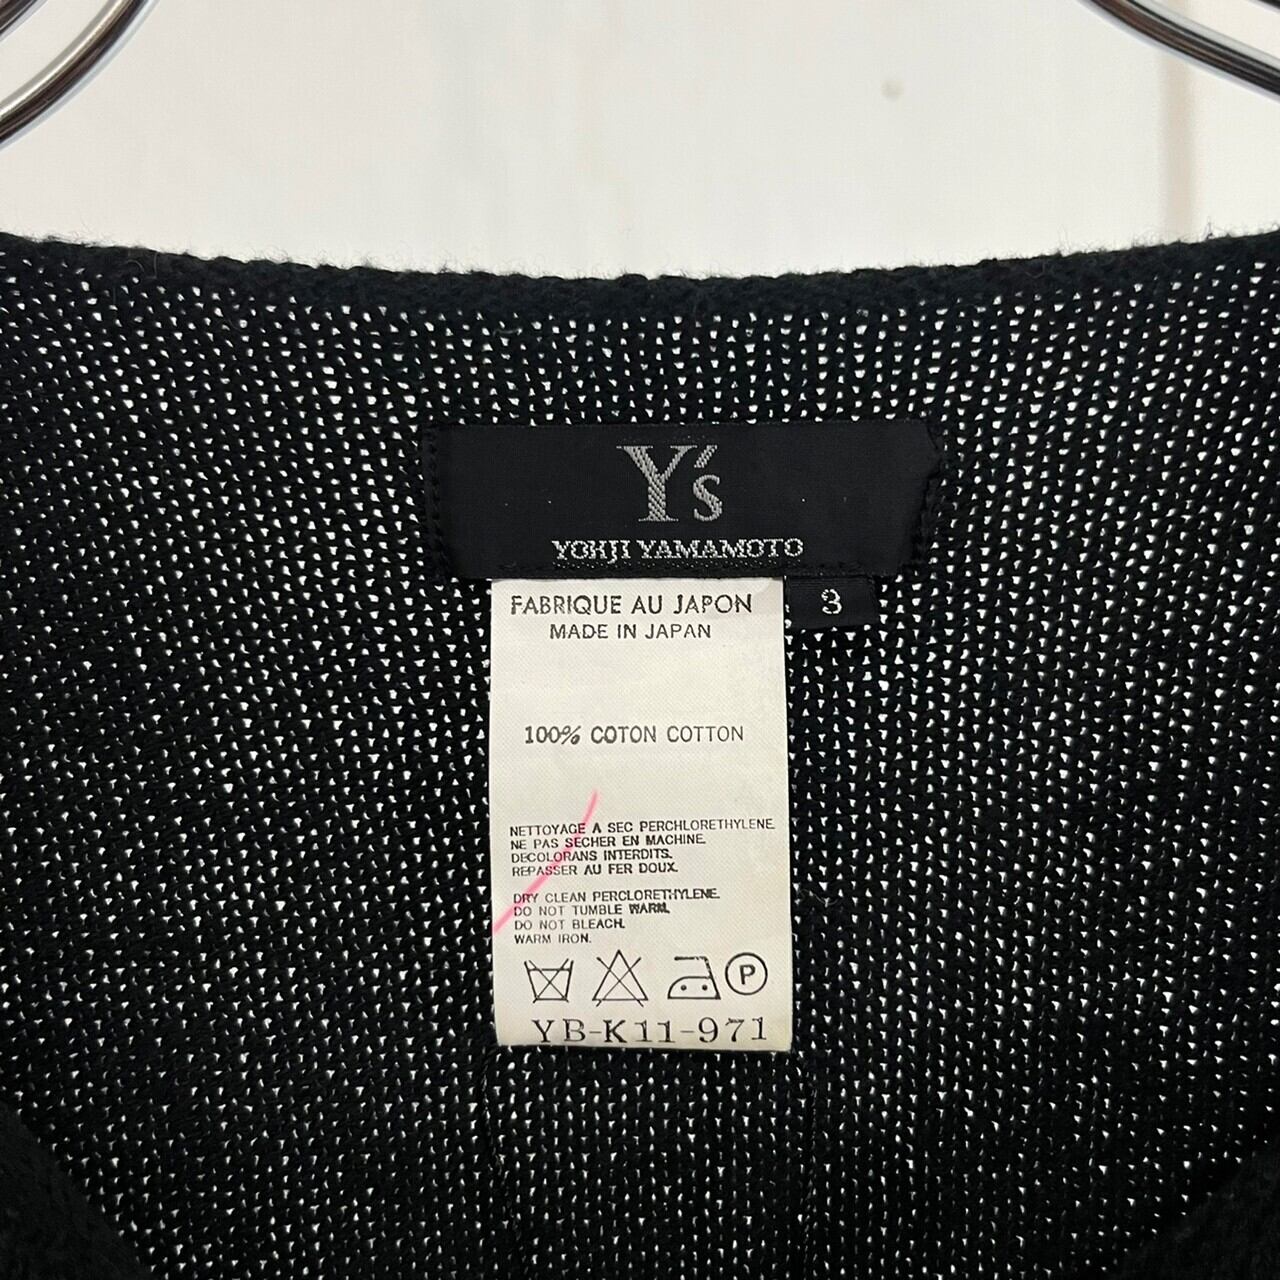 Y's
YOHJI YAMAMOTO
3
FABRIQUE AU JAPON
MADE IN JAPAN
100% COTON COTTON
NETTOYAGE A SEC PERCHLORETHYLENE.
NE PAS SECHER EN MACHINE.
DECOLORANS INTERDITS.
REPASSER AU FER DOUX.
DRY CLEAN PERCLORETHYLENE.
DO NOT TUMBLE WARM.
DO NOT BLEACH.
WARM IRON.
P
YB-K11-971